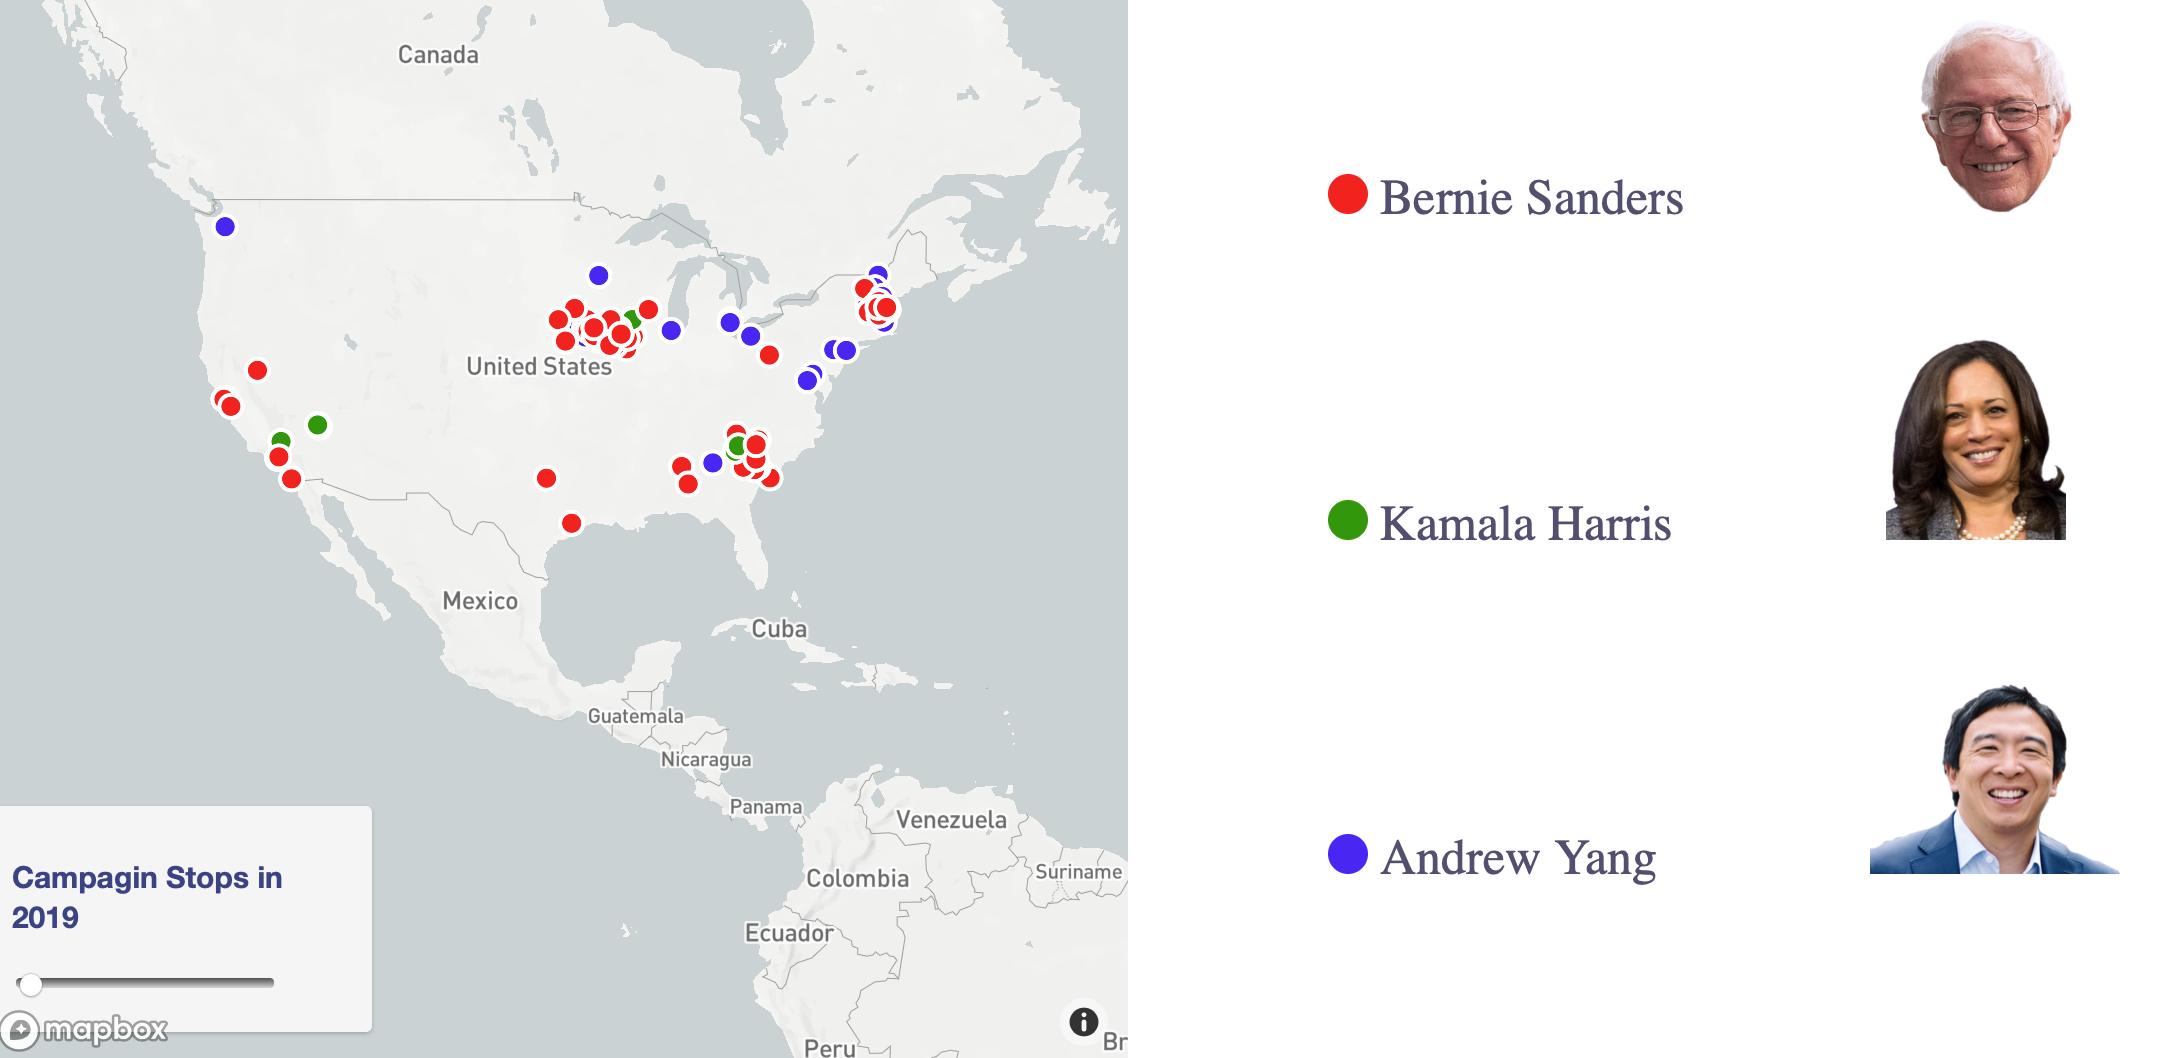 Canada
United States
Mexico
Cuba
Guatemala
Nicaragua
Panama
Venezuela
Colombia
Suriname
Ecuador
Peru
Br
Campagin Stops in
2019
mapbox
Bernie Sanders
Kamala Harris
Andrew Yang